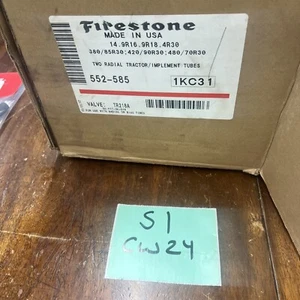 Firestone
MADE IN USA
14.9R16.9R18.4R30
380/85R30;420/90R30;480/70R30
TWO RADIAL TRACTOR/IMPLEMENT TUBES
552-585
1KC31
VALVE: TR218A
S1
CW24